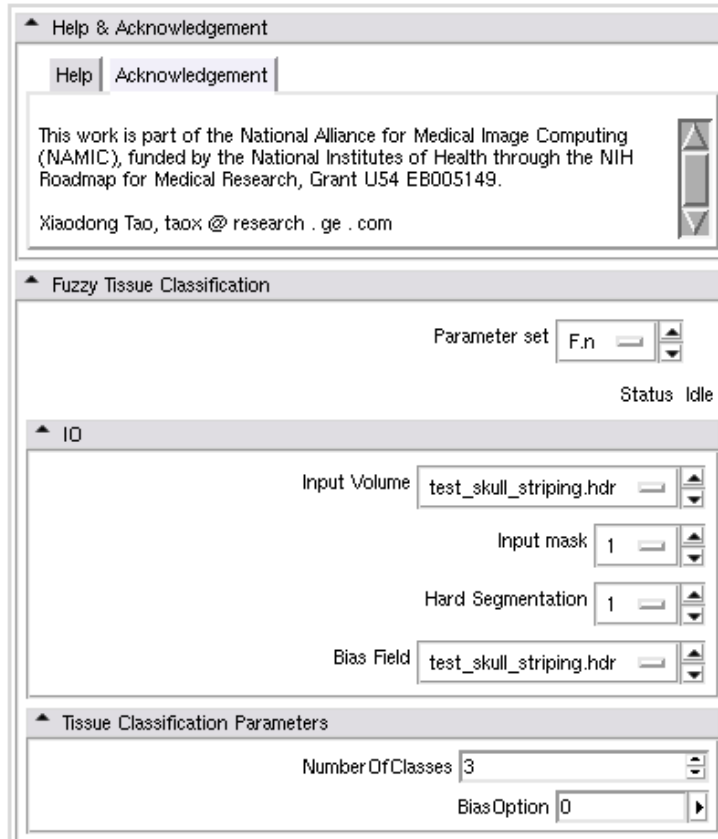 Help & Acknowledgement
Help Acknowledgement
This work is part of the National Alliance for Medical Image Computing
(NAMIC), funded by the National Institutes of Health through the NIH
Roadmap for Medical Research, Grant U54 EB005149.
Xiaodong Tao, taox @ research . ge . com
Fuzzy Tissue Classification
Parameter set F.n
Status Idle
IO
Input Volume test_skull_striping.hdr
Input mask 1
Hard Segmentation 1
Bias Field test_skull_striping.hdr
Tissue Classification Parameters
NumberOfClasses 3
BiasOption 0